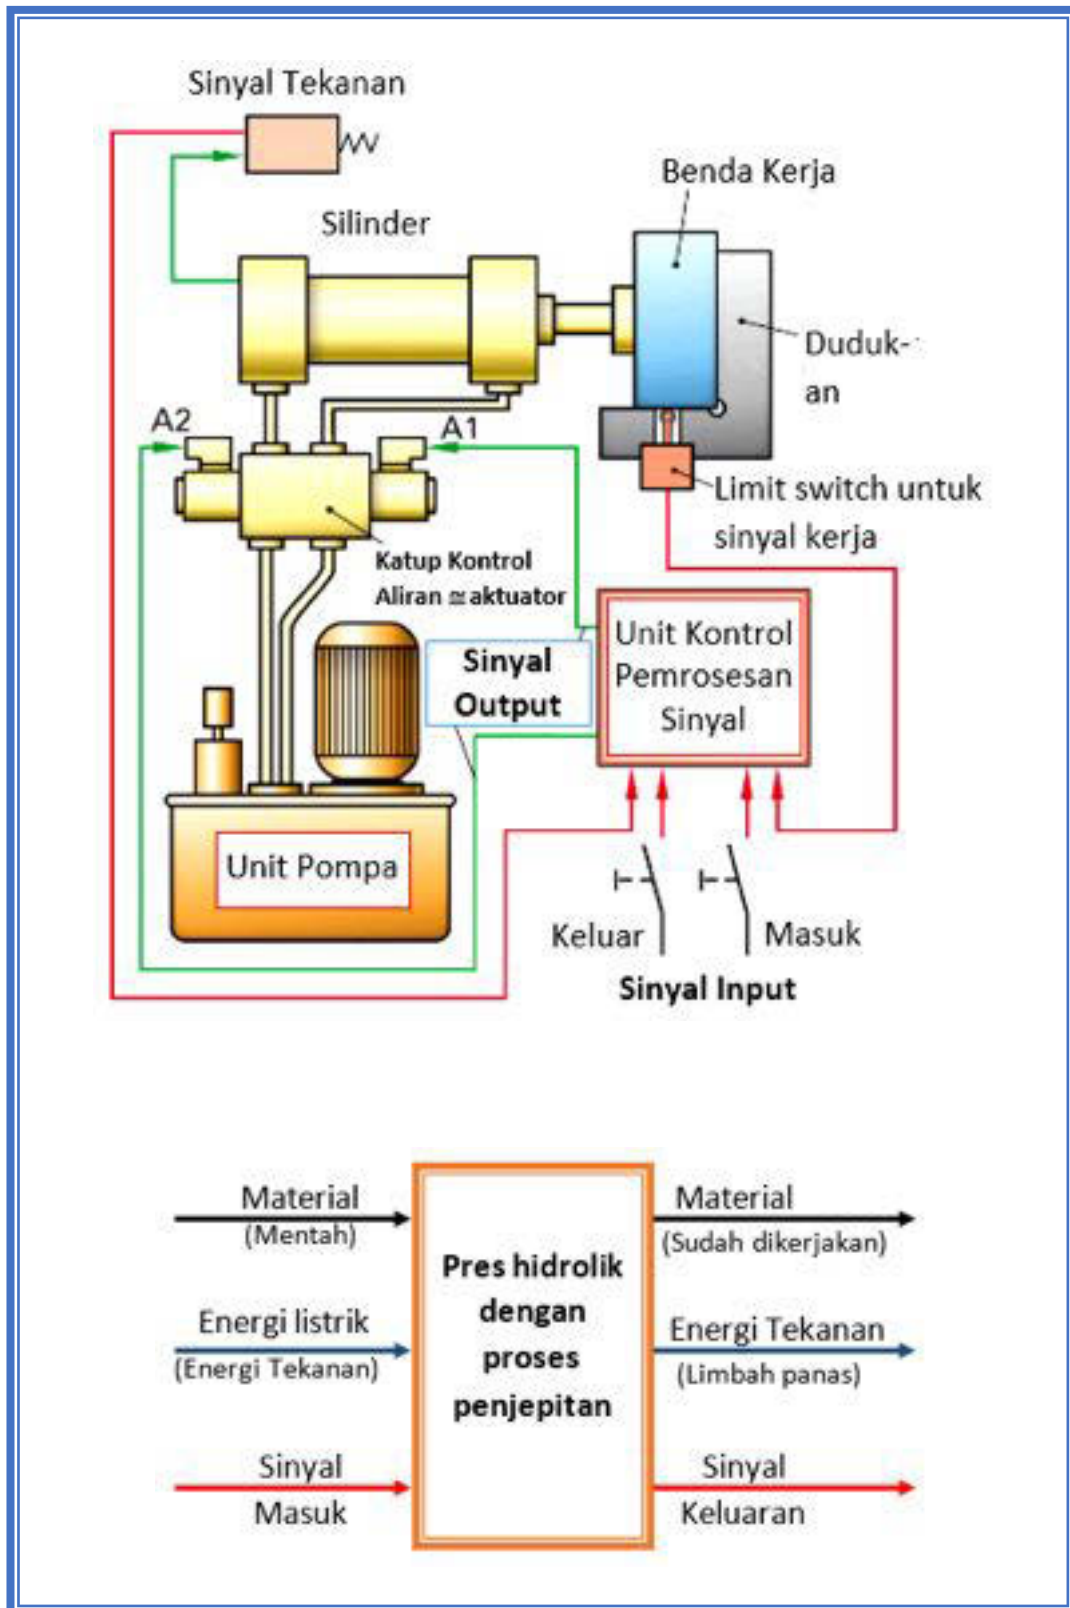 Sinyal Tekanan
Benda Kerja
Silinder
Duduk-
an
A2
A1
Limit switch untuk
sinyal kerja
Katup Kontrol
Aliran ≅ aktuator
Unit Kontrol
Pemrosesan
Sinyal
Sinyal
Output
Unit Pompa
Keluar
Masuk
Sinyal Input
Material
(Mentah)
Material
(Sudah dikerjakan)
Pres hidrolik
dengan
proses
penjepitan
Energi listrik
(Energi Tekanan)
Energi Tekanan
(Limbah panas)
Sinyal
Masuk
Sinyal
Keluaran